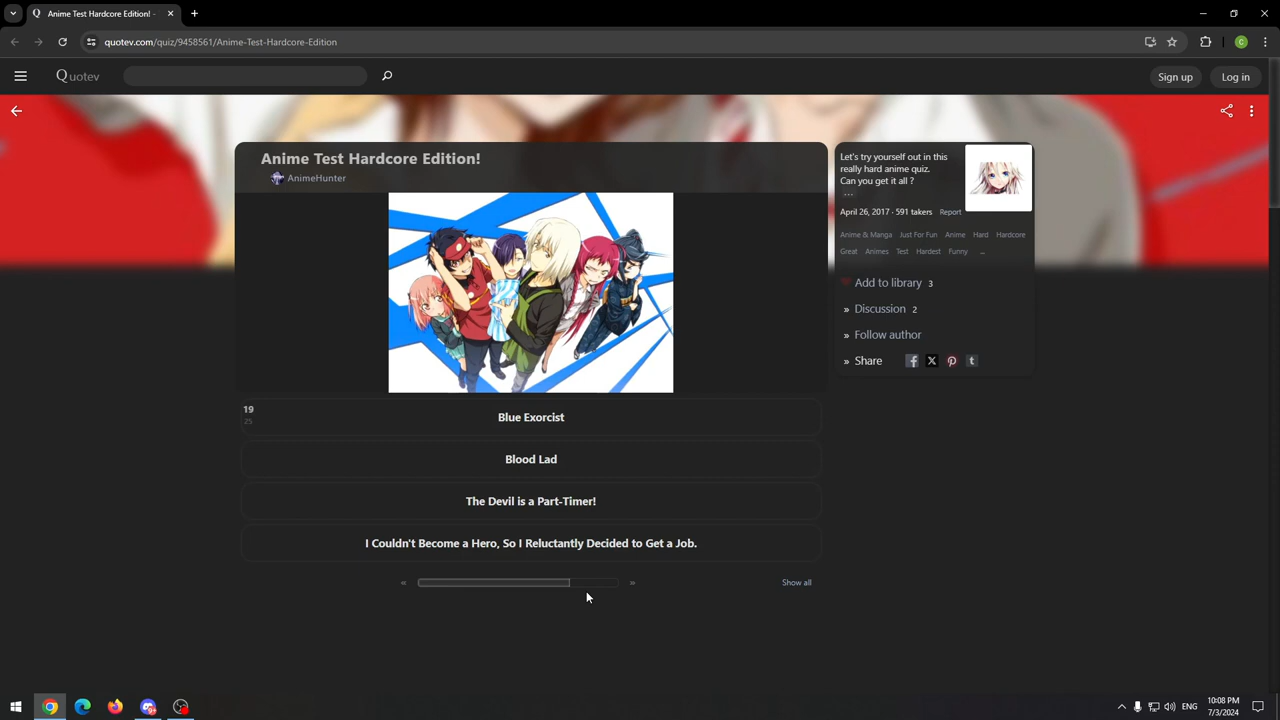 Anime Test Hardcore Edition! -
quotev.com/quiz/9458561/Anime-Test-Hardcore-Edition
C
Quotev
Sign up
Log in
Anime Test Hardcore Edition!
AnimeHunter
Let's try yourself out in this
really hard anime quiz.
Can you get it all ?
...
April 26, 2017 · 591 takers Report
Anime & Manga Just For Fun Anime Hard Hardcore
Great Animes Test Hardest Funny ...
Add to library 3
» Discussion 2
» Follow author
» Share
19
25
Blue Exorcist
Blood Lad
The Devil is a Part-Timer!
I Couldn't Become a Hero, So I Reluctantly Decided to Get a Job.
« »
Show all
ENG
10:08 PM
7/3/2024